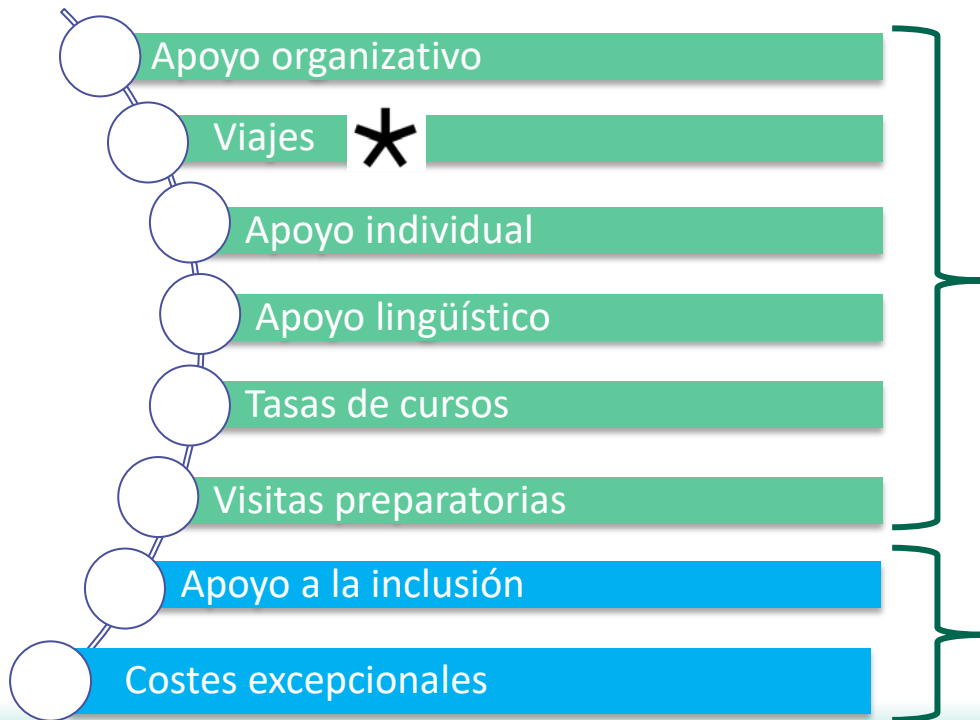 Apoyo organizativo
Viajes *
Apoyo individual
Apoyo lingüístico
Tasas de cursos
Visitas preparatorias
Apoyo a la inclusión
Costes excepcionales